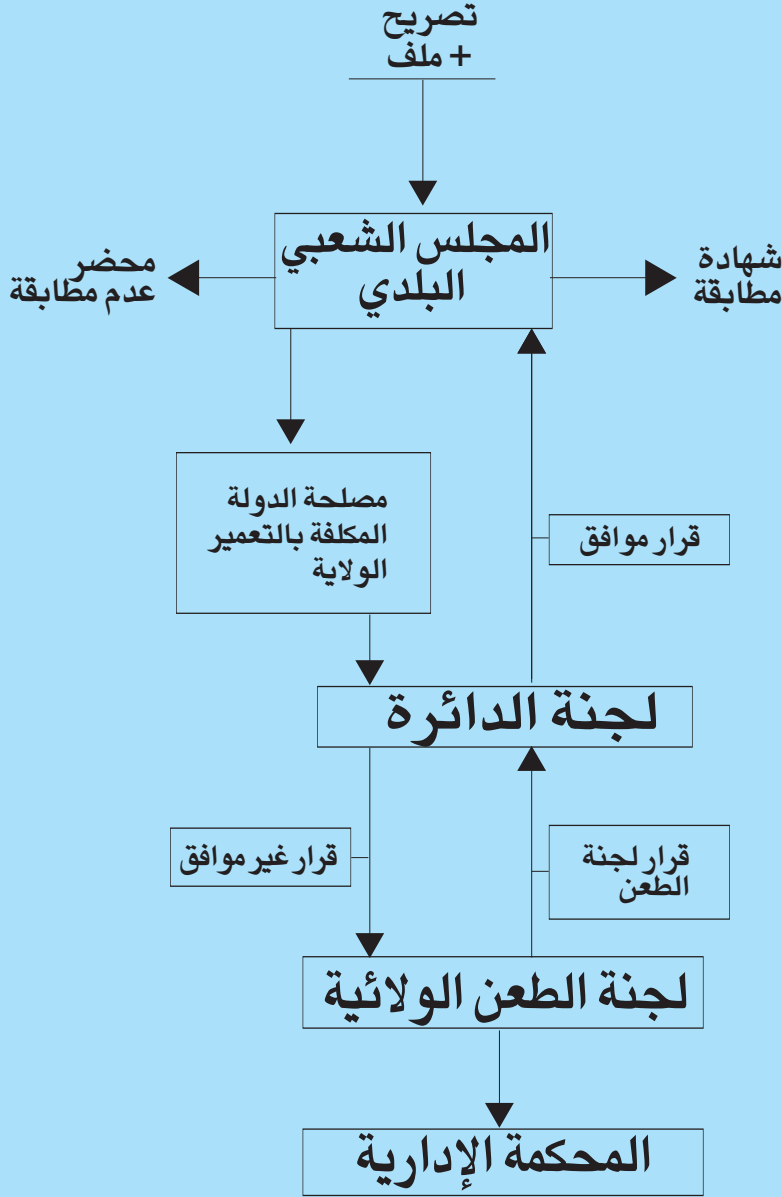 تصريح
+ ملف
المجلس الشعبي
البلدي
شهادة
مطابقة
محضر
عدم مطابقة
مصلحة الدولة
المكلفة بالتعمير
الولاية
قرار موافق
لجنة الدائرة
قرار غير موافق
قرار لجنة
الطعن
لجنة الطعن الولائية
المحكمة الإدارية